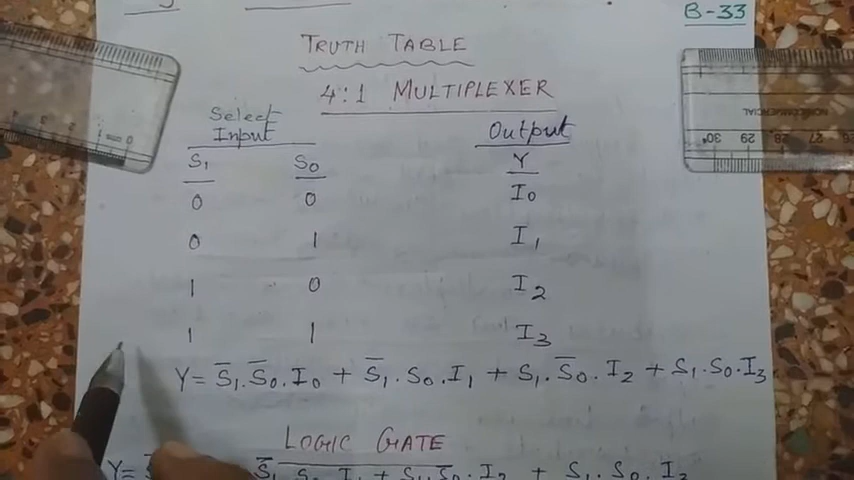 B-33
TRUTH TABLE
4:1 MULTIPLEXER
Select Input
Output
S₁ S₀ Y
0 0 I₀
0 1 I₁
1 0 I₂
1 1 I₃
Y = S̅₁.S̅₀.I₀ + S̅₁.S₀.I₁ + S₁.S̅₀.I₂ + S₁.S₀.I₃
LOGIC GATE